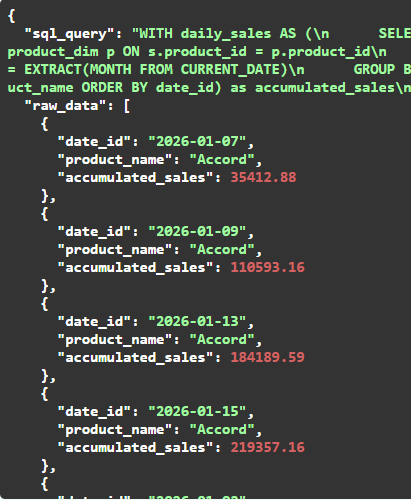 {
"sql_query": "WITH daily_sales AS (\n SELE
product_dim p ON s.product_id = p.product_id\n
= EXTRACT(MONTH FROM CURRENT_DATE)\n GROUP B
uct_name ORDER BY date_id) as accumulated_sales\n
"raw_data": [
{
"date_id": "2026-01-07",
"product_name": "Accord",
"accumulated_sales": 35412.88
},
{
"date_id": "2026-01-09",
"product_name": "Accord",
"accumulated_sales": 110593.16
},
{
"date_id": "2026-01-13",
"product_name": "Accord",
"accumulated_sales": 184189.59
},
{
"date_id": "2026-01-15",
"product_name": "Accord",
"accumulated_sales": 219357.16
},
{